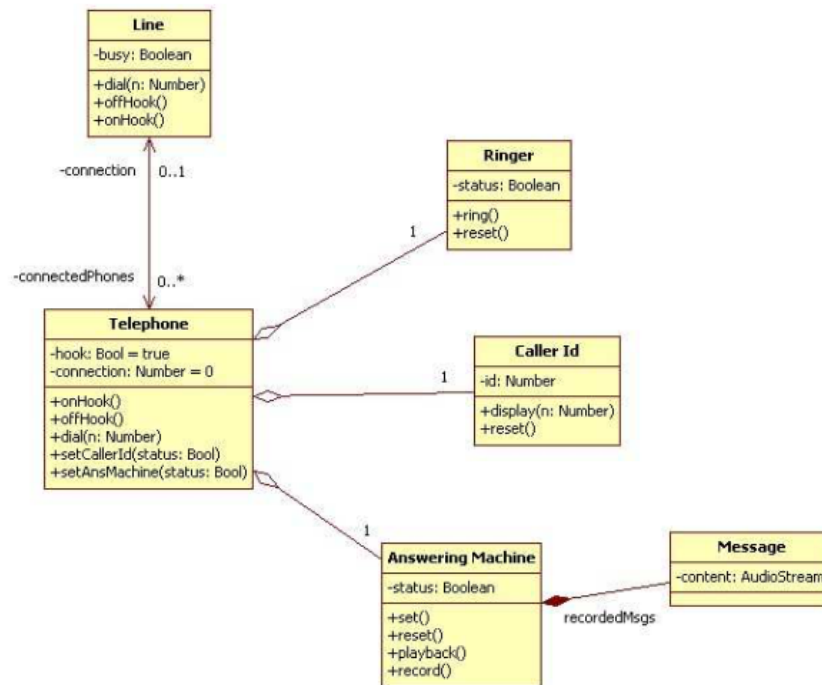 Line
-busy: Boolean
+dial(n: Number)
+offHook()
+onHook()
-connection
0..1
-connectedPhones
0..*
Ringer
-status: Boolean
+ring()
+reset()
1
Telephone
-hook: Bool = true
-connection: Number = 0
+onHook()
+offHook()
+dial(n: Number)
+setCallerId(status: Bool)
+setAnsMachine(status: Bool)
1
Caller Id
-id: Number
+display(n: Number)
+reset()
1
Answering Machine
-status: Boolean
+set()
+reset()
+playback()
+record()
recordedMsgs
Message
-content: AudioStream